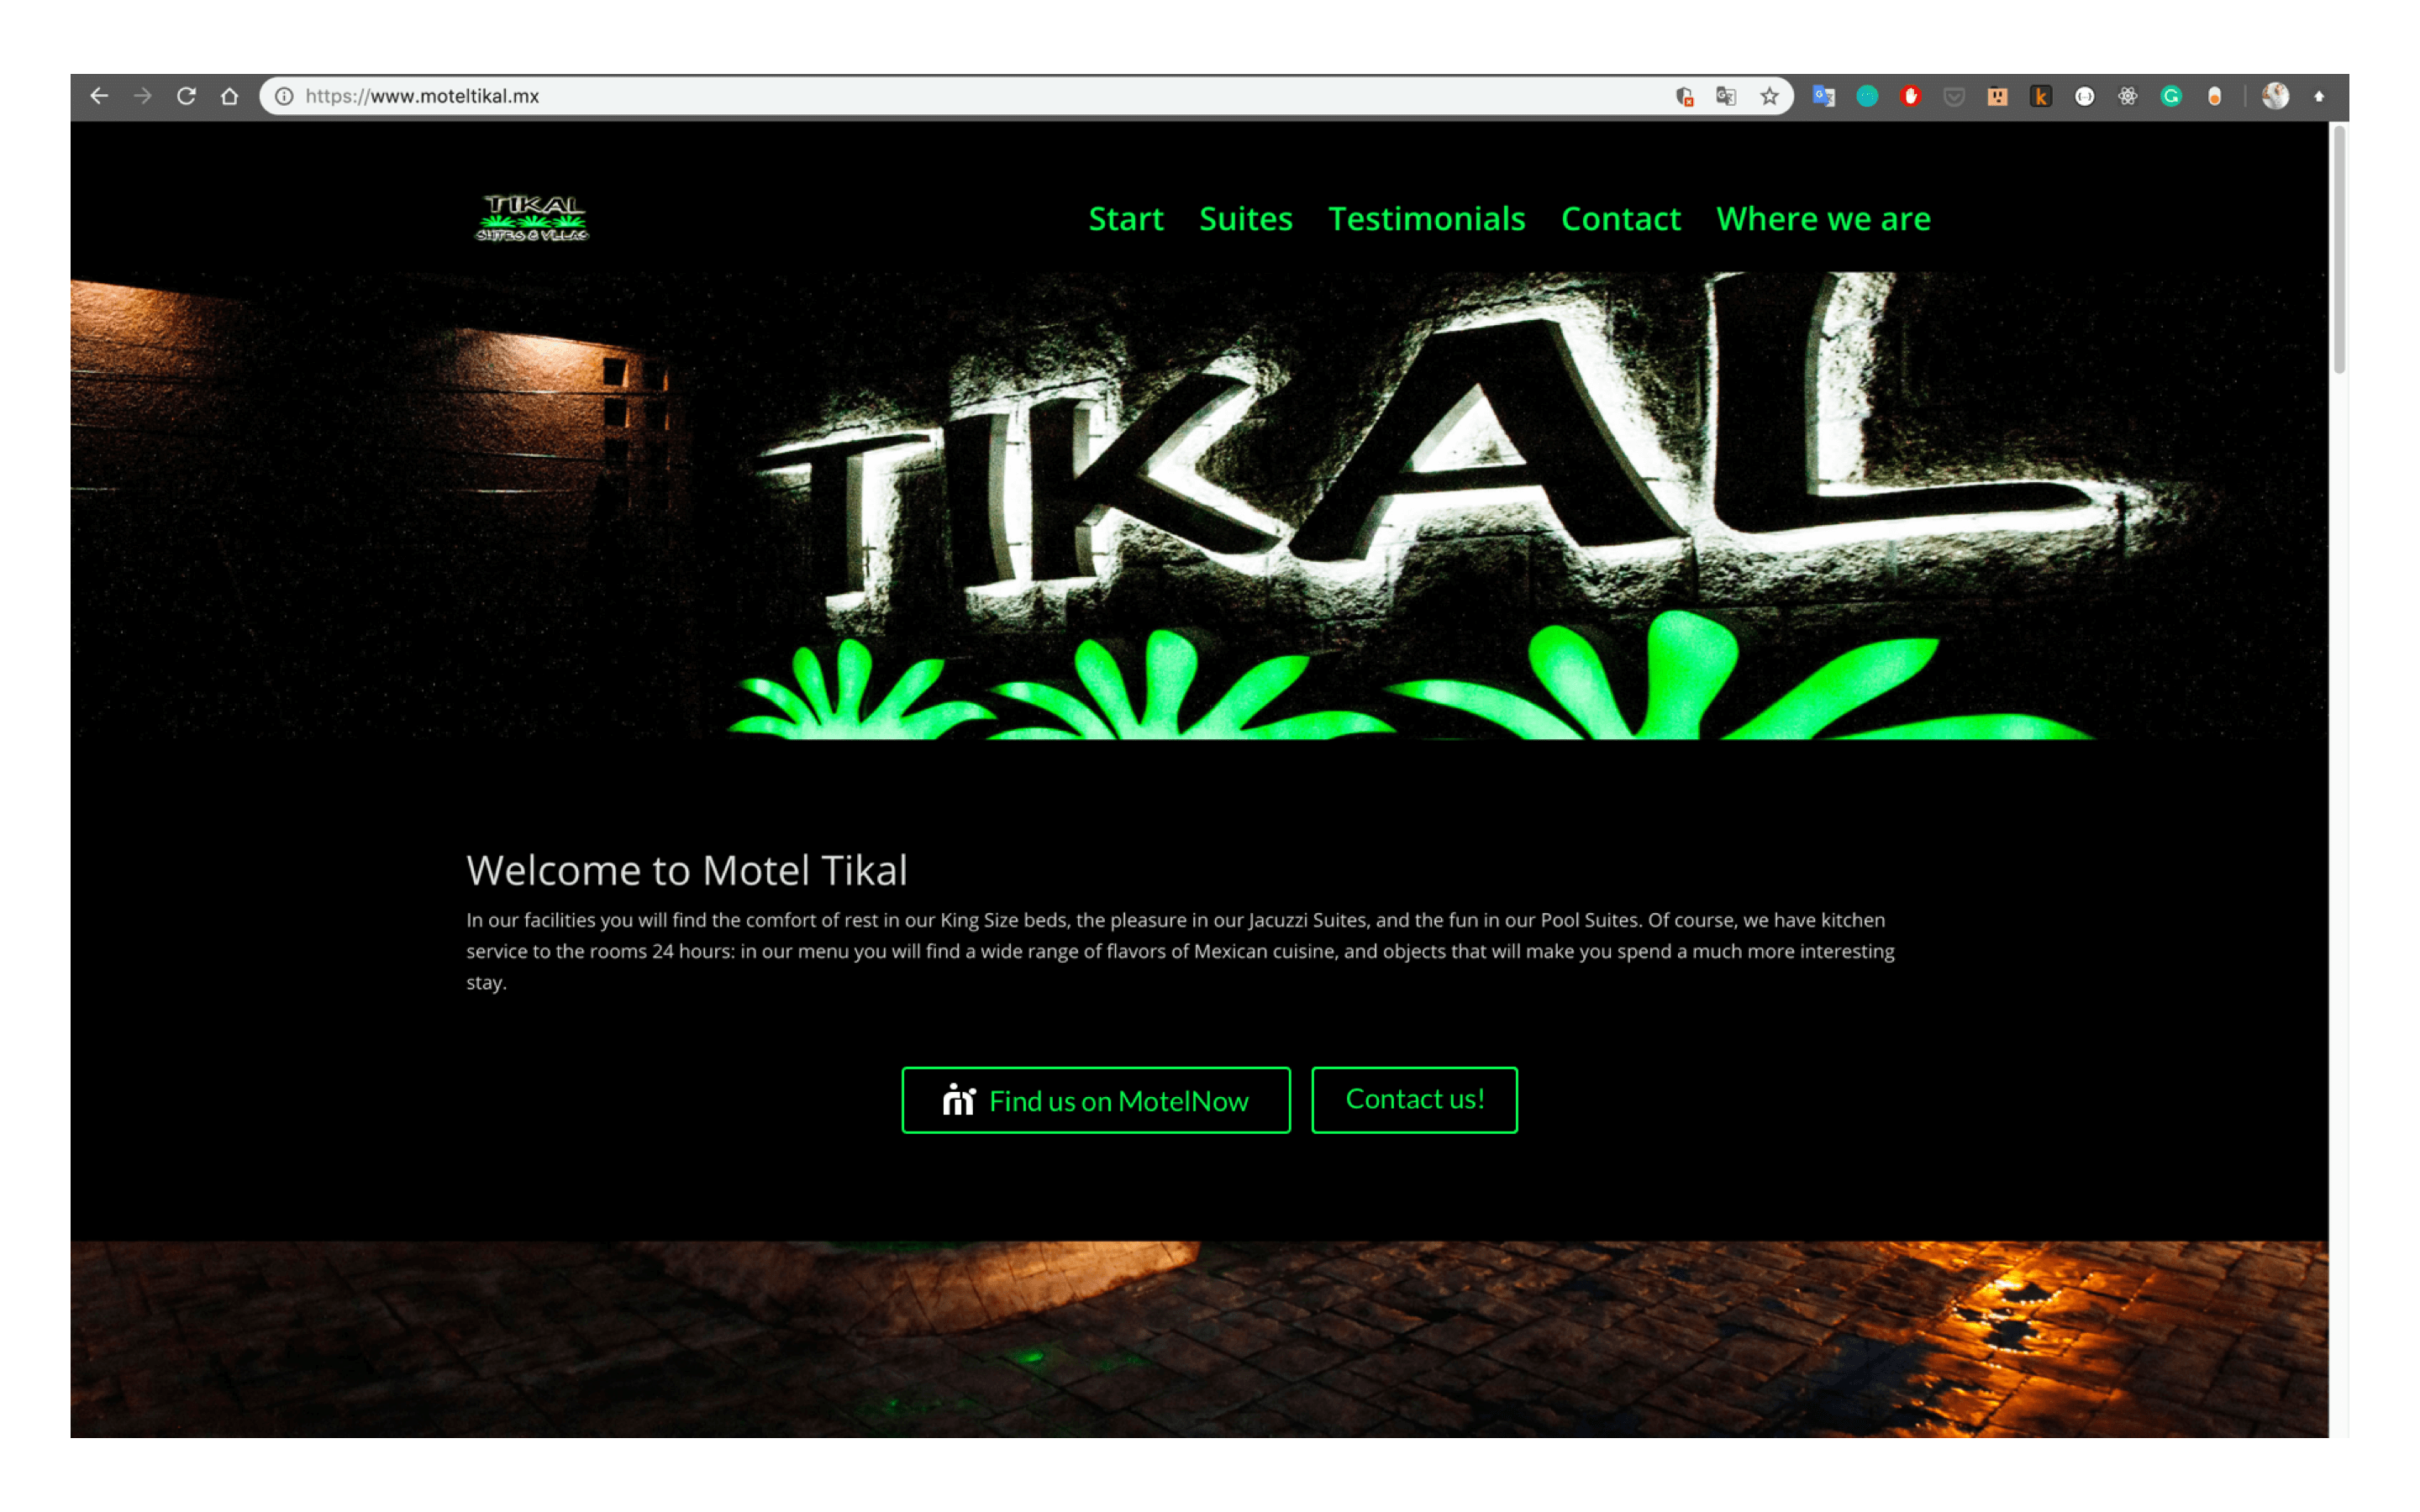 https://www.moteltikal.mx
TIKAL
SUITES & VILLAS
Start Suites Testimonials Contact Where we are
TIKAL
Welcome to Motel Tikal
In our facilities you will find the comfort of rest in our King Size beds, the pleasure in our Jacuzzi Suites, and the fun in our Pool Suites. Of course, we have kitchen
service to the rooms 24 hours: in our menu you will find a wide range of flavors of Mexican cuisine, and objects that will make you spend a much more interesting
stay.
Find us on MotelNow Contact us!